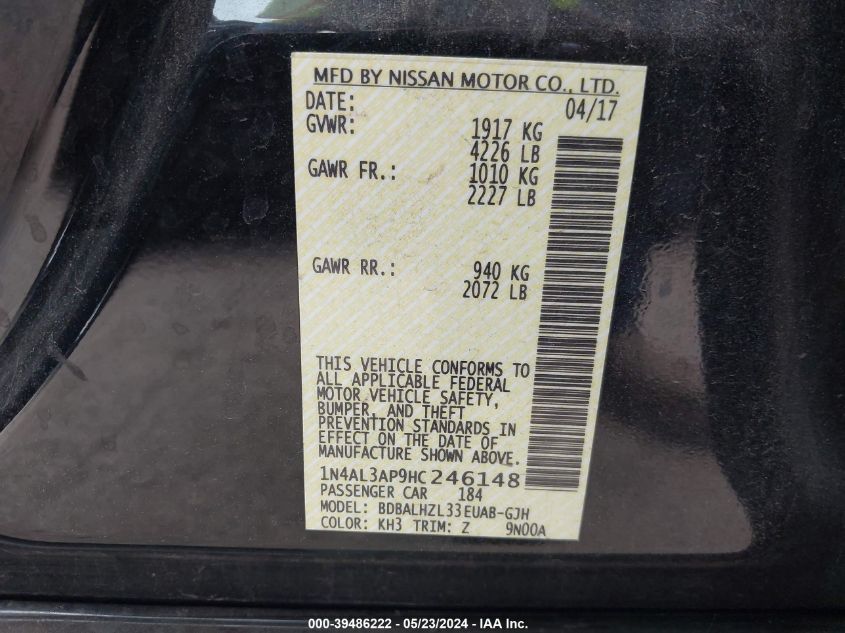 MFD BY NISSAN MOTOR CO., LTD.
DATE: 04/17
GVWR: 1917 KG
4226 LB
GAWR FR.: 1010 KG
2227 LB
GAWR RR.: 940 KG
2072 LB
THIS VEHICLE CONFORMS TO
ALL APPLICABLE FEDERAL
MOTOR VEHICLE SAFETY,
BUMPER, AND THEFT
PREVENTION STANDARDS IN
EFFECT ON THE DATE OF
MANUFACTURE SHOWN ABOVE.
1N4AL3AP9HC246148
PASSENGER CAR 184
MODEL: BDBALHZL33EUAB-GJH
COLOR: KH3 TRIM: Z 9N00A
000-39486222 - 05/23/2024 - IAA Inc.